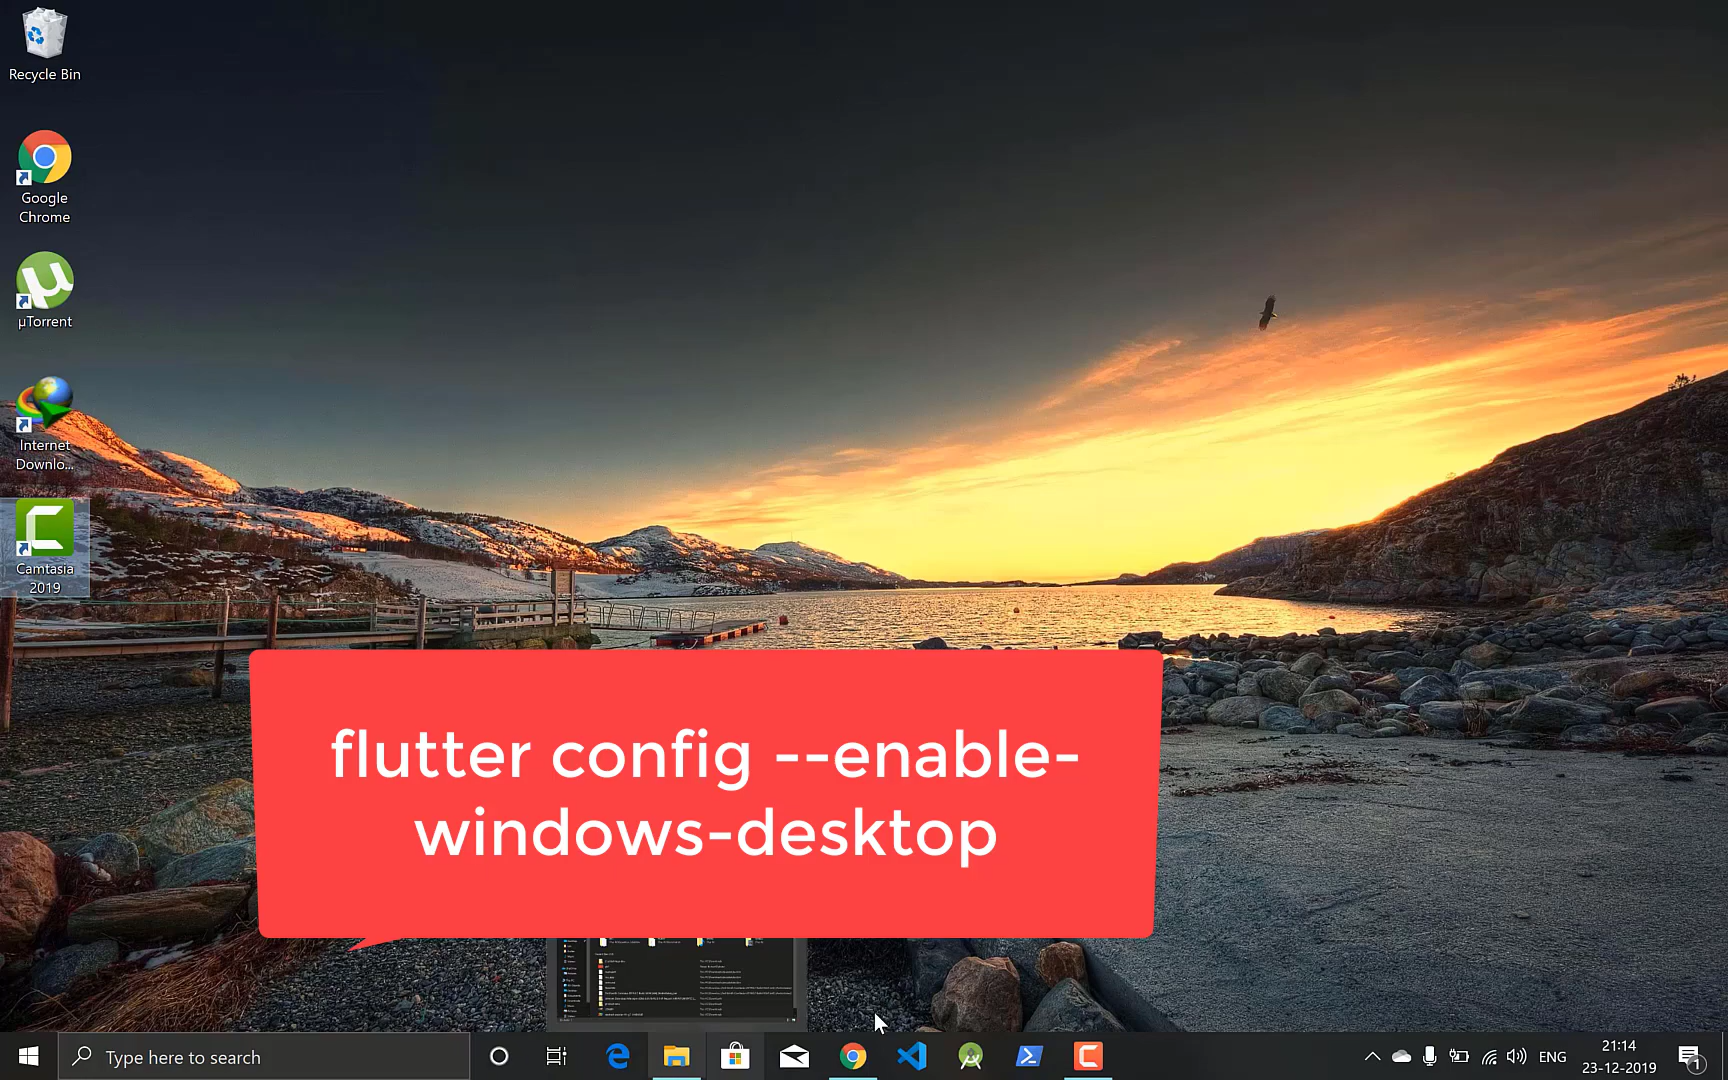 Recycle Bin
Google
Chrome
µTorrent
Internet
Downlo...
Camtasia
2019
flutter config --enable-
windows-desktop
Type here to search
ENG
21:14
23-12-2019
1